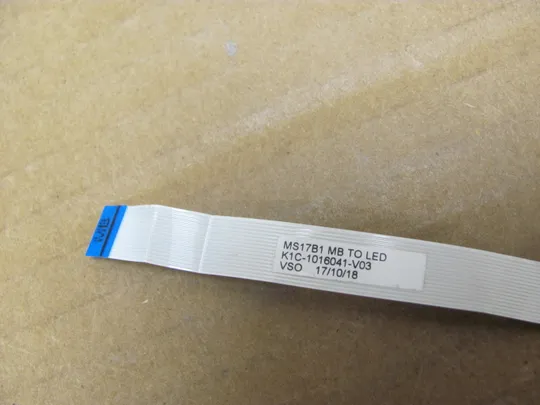 MS17B1 MB TO LED
K1C-1016041-V03
VSO 17/10/18